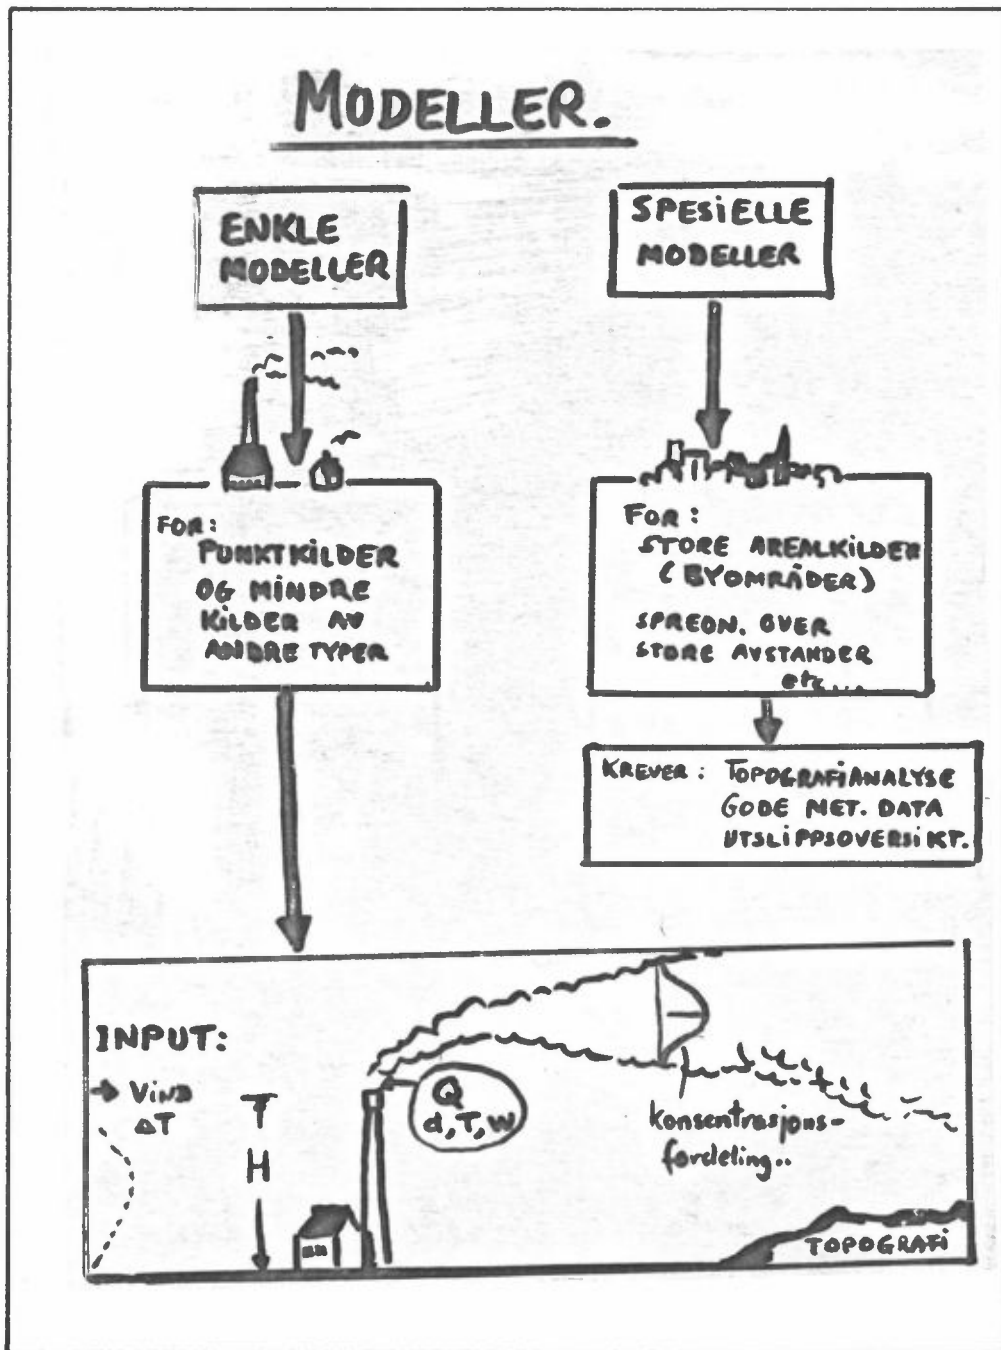 MODELLER.
ENKLE
MODELLER
FOR:
PUNKTKILDER
OG MINDRE
KILDER AV
ANDRE TYPER
SPESIELLE
MODELLER
FOR:
STORE AREALKILDER
(BYOMRÅDER)
SPREDN. OVER
STORE AVSTANDER
etc...
KREVER: TOPOGRAFIANALYSE
GODE MET. DATA
UTSLIPPSOVERSIKT.
INPUT:
→ VIND
ΔT
H
Q
d, T, W
Konsentrasjons-
fordeling..
TOPOGRAFI